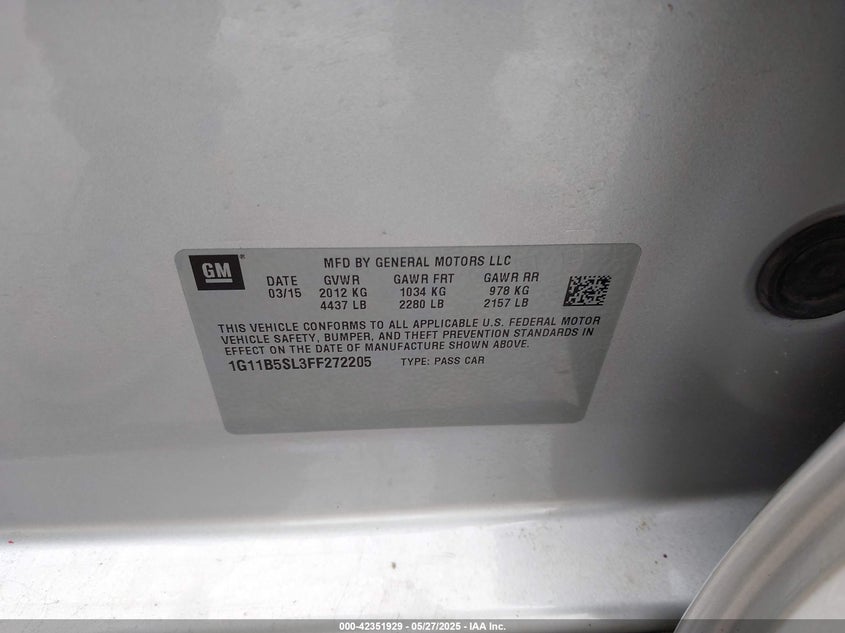 GM
MFD BY GENERAL MOTORS LLC
DATE GVWR GAWR FRT GAWR RR
03/15 2012 KG 1034 KG 978 KG
4437 LB 2280 LB 2157 LB
THIS VEHICLE CONFORMS TO ALL APPLICABLE U.S. FEDERAL MOTOR
VEHICLE SAFETY, BUMPER, AND THEFT PREVENTION STANDARDS IN
EFFECT ON THE DATE OF MANUFACTURE SHOWN ABOVE.
1G11B5SL3FF272205 TYPE: PASS CAR
000-42351929 - 05/27/2025 - IAA Inc.